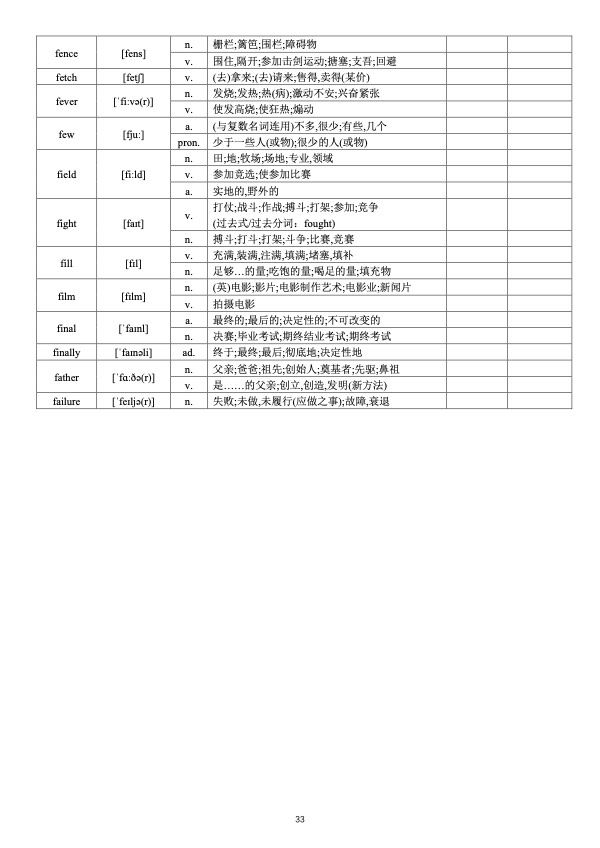 fence [fens] n. 栅栏;篱笆;围栏;障碍物
v. 围住,隔开;参加击剑运动;搪塞;支吾;回避
fetch [fetʃ] v. (去)拿来;(去)请来;售得,卖得(某价)
fever [ˈfiːvə(r)] n. 发烧;发热;热(病);激动不安;兴奋紧张
v. 使发高烧;使狂热;煽动
few [fjuː] a. (与复数名词连用)不多,很少;有些,几个
pron. 少于一些人(或物);很少的人(或物)
field [fiːld] n. 田;地;牧场;场地;专业,领域
v. 参加竞选;使参加比赛
a. 实地的,野外的
fight [faɪt] v. 打仗;战斗;作战;搏斗;打架;参加;竞争
(过去式/过去分词：fought)
n. 搏斗;打斗;打架;斗争;比赛,竞赛
fill [fɪl] v. 充满,装满,注满,填满;堵塞,填补
n. 足够…的量;吃饱的量;喝足的量;填充物
film [fɪlm] n. (英)电影;影片;电影制作艺术;电影业;新闻片
v. 拍摄电影
final [ˈfaɪnl] a. 最终的;最后的;决定性的;不可改变的
n. 决赛;毕业考试;期终结业考试;期终考试
finally [ˈfaɪnəli] ad. 终于;最终;最后;彻底地;决定性地
father [ˈfɑːðə(r)] n. 父亲;爸爸;祖先;创始人;奠基者;先驱;鼻祖
v. 是……的父亲;创立,创造,发明(新方法)
failure [ˈfeɪljə(r)] n. 失败;未做,未履行(应做之事);故障,衰退
33